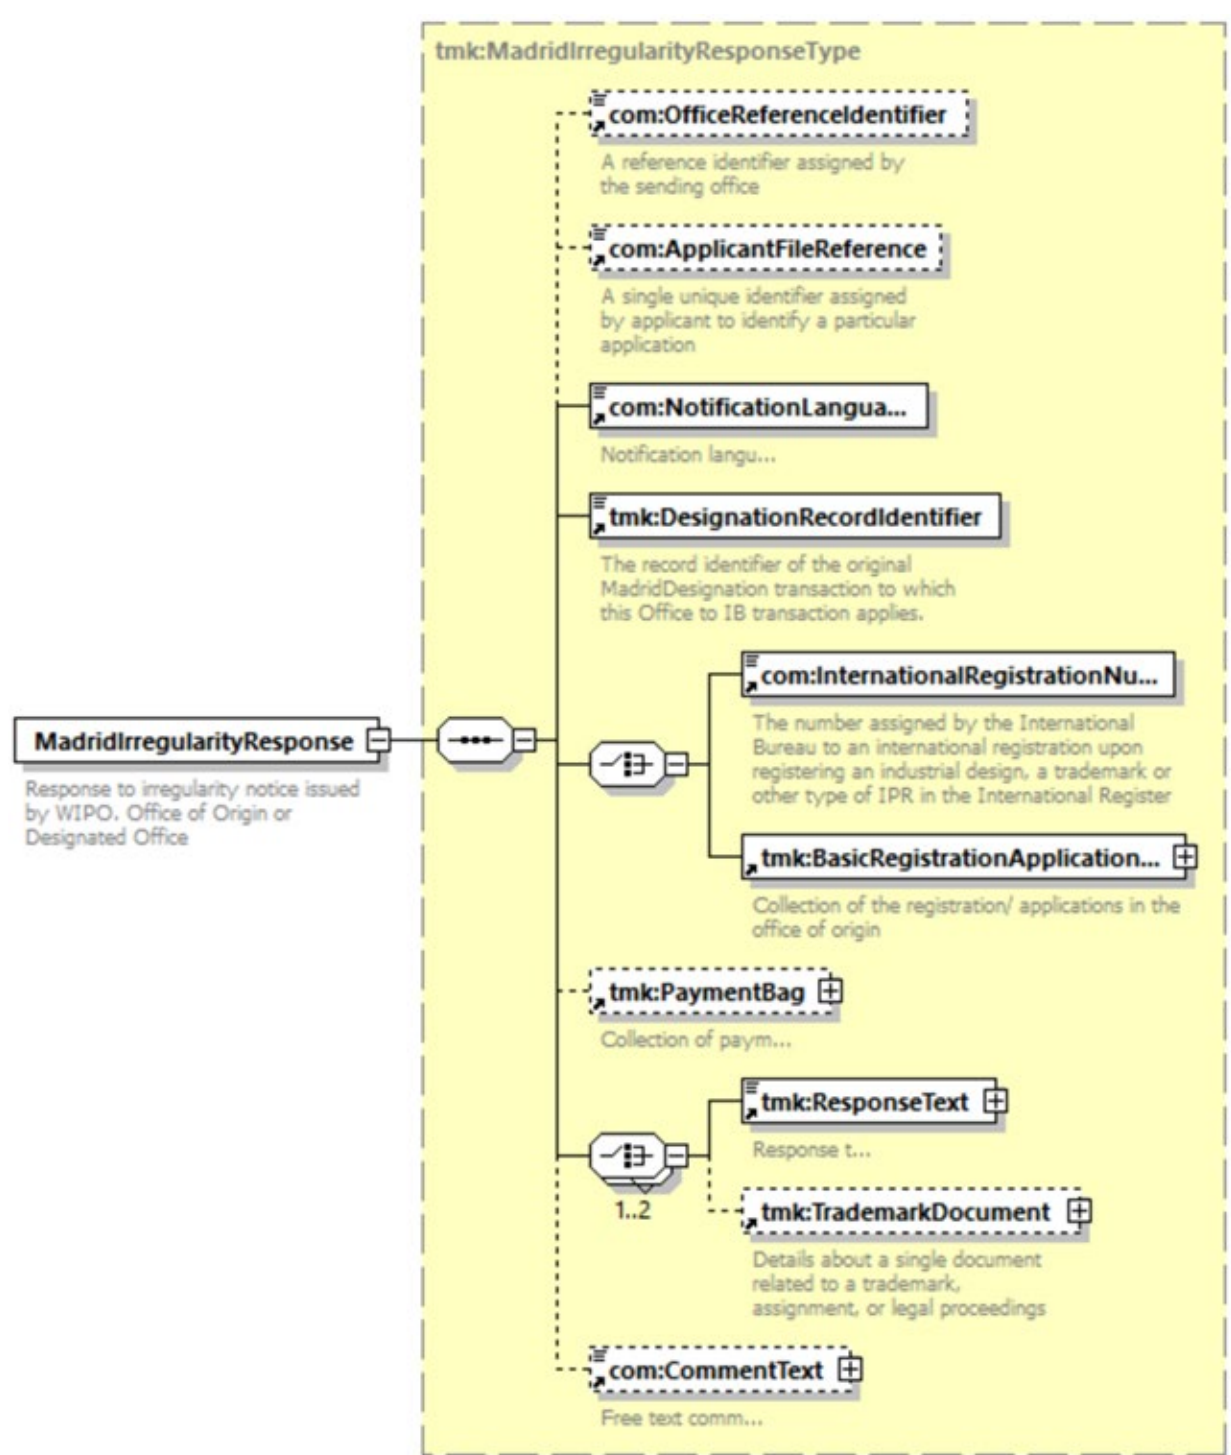 tmk:MadridIrregularityResponseType
com:OfficeReferenceIdentifier
A reference identifier assigned by
the sending office
com:ApplicantFileReference
A single unique identifier assigned
by applicant to identify a particular
application
com:NotificationLangua...
Notification langu...
tmk:DesignationRecordIdentifier
The record identifier of the original
MadridDesignation transaction to which
this Office to IB transaction applies.
com:InternationalRegistrationNu...
The number assigned by the International
Bureau to an international registration upon
registering an industrial design, a trademark or
other type of IPR in the International Register
MadridIrregularityResponse
Response to irregularity notice issued
by WIPO. Office of Origin or
Designated Office
tmk:BasicRegistrationApplication...
Collection of the registration/ applications in the
office of origin
tmk:PaymentBag
Collection of paym...
tmk:ResponseText
Response t...
1..2
tmk:TrademarkDocument
Details about a single document
related to a trademark,
assignment, or legal proceedings
com:CommentText
Free text comm...